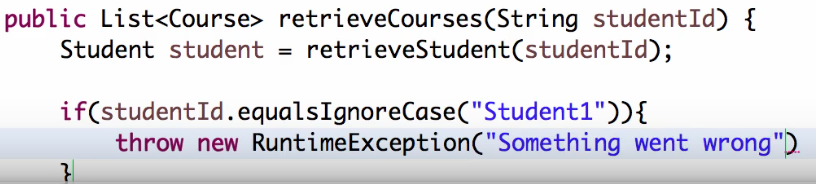 public List<Course> retrieveCourses(String studentId) {
Student student = retrieveStudent(studentId);
if(studentId.equalsIgnoreCase("Student1")){
throw new RuntimeException("Something went wrong")
}